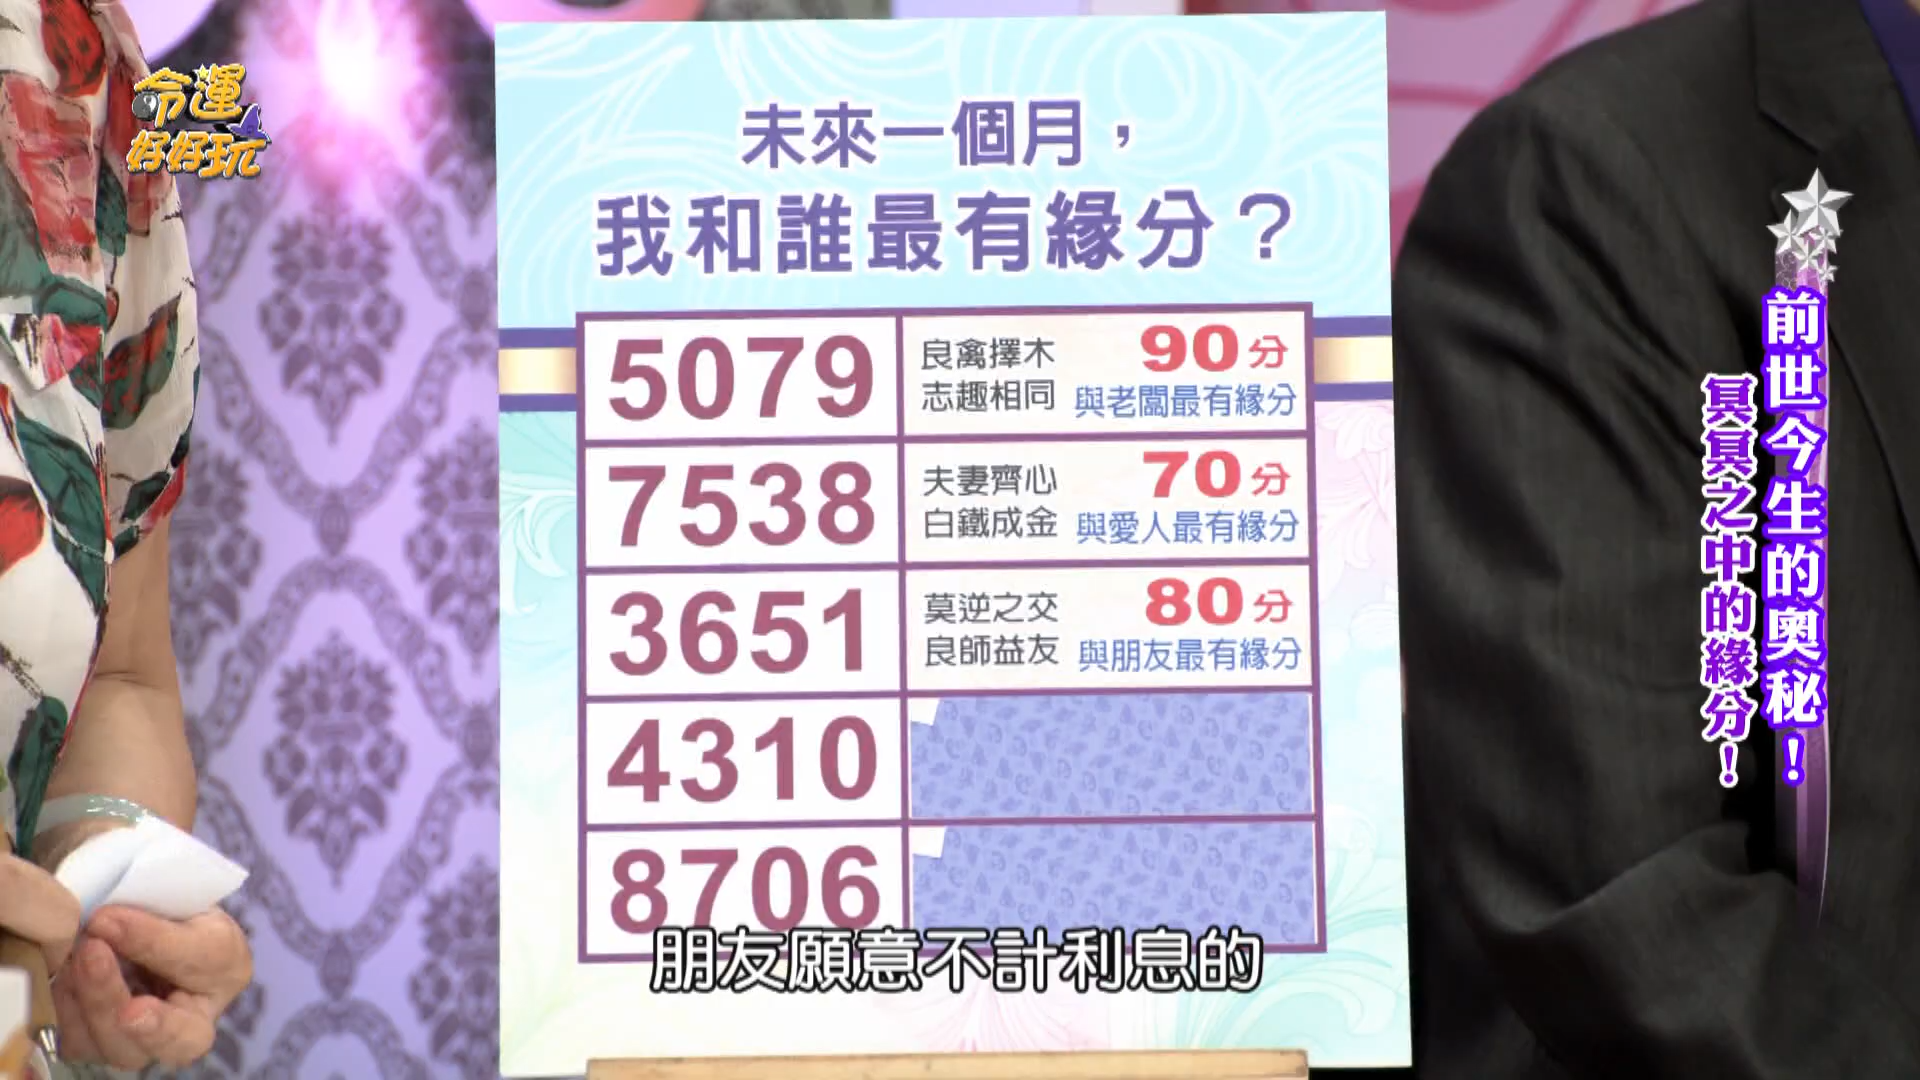 命運
好好玩
未來一個月，
我和誰最有緣分？
5079
良禽擇木
志趣相同
90分
與老闆最有緣分
7538
夫妻齊心
白鐵成金
70分
與愛人最有緣分
3651
莫逆之交
良師益友
80分
與朋友最有緣分
4310
8706
朋友願意不計利息的
前世今生的奧秘！
冥冥之中的緣分！